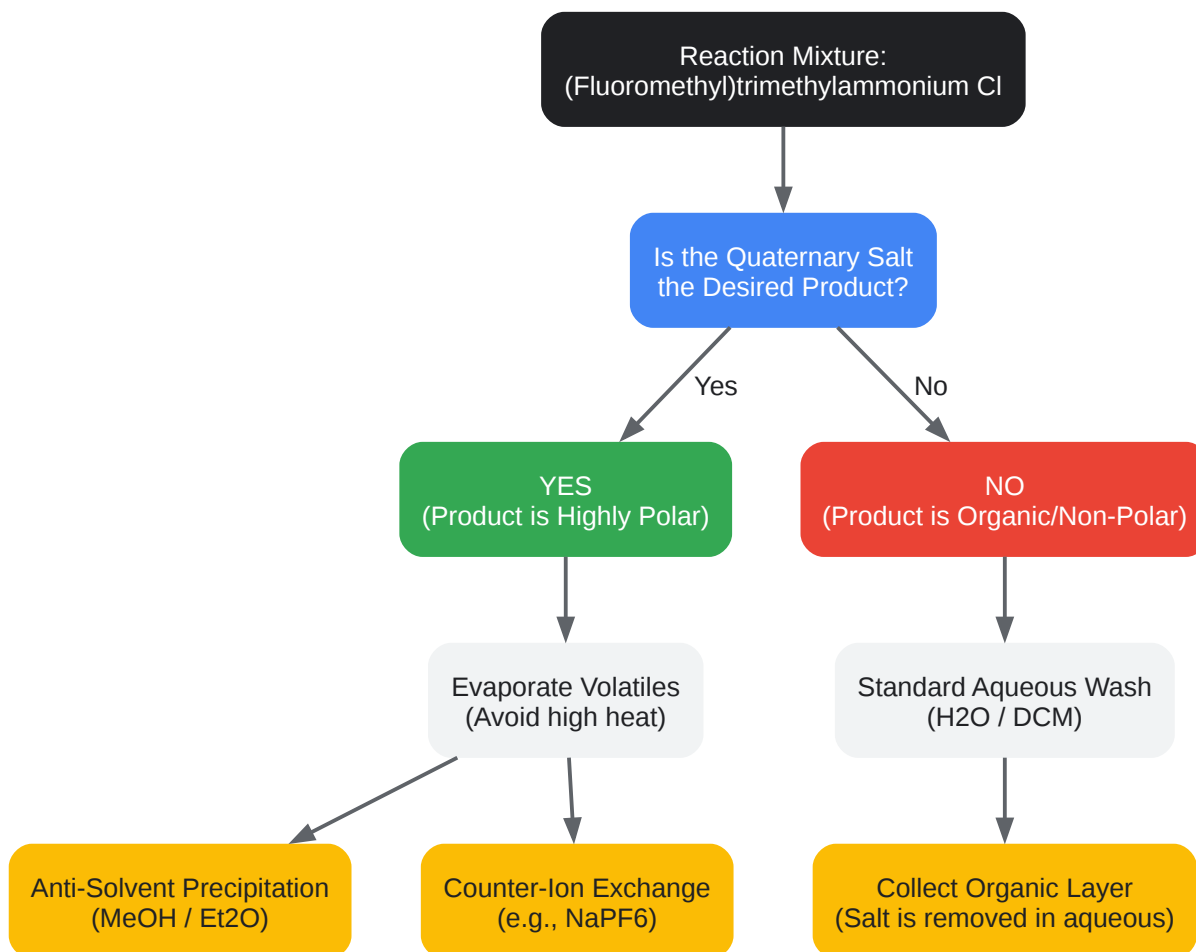 Reaction Mixture:
(Fluoromethyl)trimethylammonium Cl
Is the Quaternary Salt
the Desired Product?
Yes
No
YES
(Product is Highly Polar)
NO
(Product is Organic/Non-Polar)
Evaporate Volatiles
(Avoid high heat)
Standard Aqueous Wash
(H2O / DCM)
Anti-Solvent Precipitation
(MeOH / Et2O)
Counter-Ion Exchange
(e.g., NaPF6)
Collect Organic Layer
(Salt is removed in aqueous)